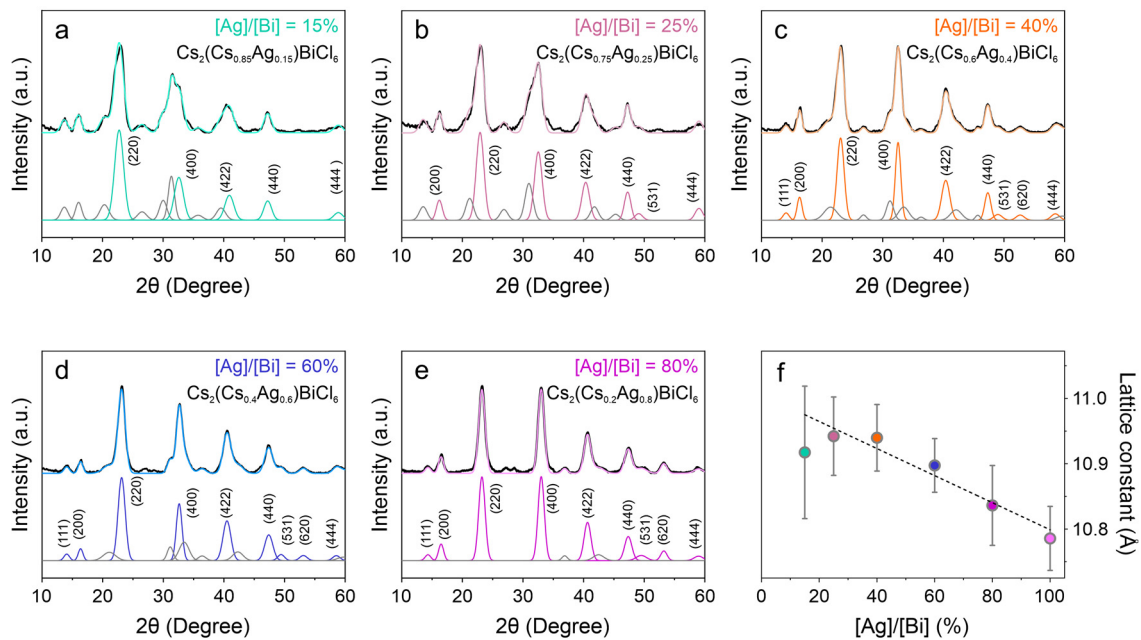 a
[Ag]/[Bi] = 15%
Cs₂(Cs₀.₈₅Ag₀.₁₅)BiCl₆
Intensity (a.u.)
(220)
(400)
(422)
(440)
(444 )
10 20 30 40 50 60
2θ (Degree)
b
[Ag]/[Bi] = 25%
Cs₂(Cs₀.₇₅Ag₀.₂₅)BiCl₆
Intensity (a.u.)
(200)
(220)
(400)
(422)
(440)
(531)
(444)
10 20 30 40 50 60
2θ (Degree)
c
[Ag]/[Bi] = 40%
Cs₂(Cs₀.₆Ag₀.₄)BiCl₆
Intensity (a.u.)
(111)
(200)
(220)
(400)
(422)
(440)
(531)
(620)
(444)
10 20 30 40 50 60
2θ (Degree)
d
[Ag]/[Bi] = 60%
Cs₂(Cs₀.₄Ag₀.₆)BiCl₆
Intensity (a.u.)
(111)
(200)
(220)
(400)
(422)
(440)
(531)
(620)
(444)
10 20 30 40 50 60
2θ (Degree)
e
[Ag]/[Bi] = 80%
Cs₂(Cs₀.₂Ag₀.₈)BiCl₆
Intensity (a.u.)
(111)
(200)
(220)
(400)
(422)
(440)
(531)
(620)
(444)
10 20 30 40 50 60
2θ (Degree)
f
11.0
10.9
10.8
Lattice constant (Å)
0 20 40 60 80 100
[Ag]/[Bi] (%)